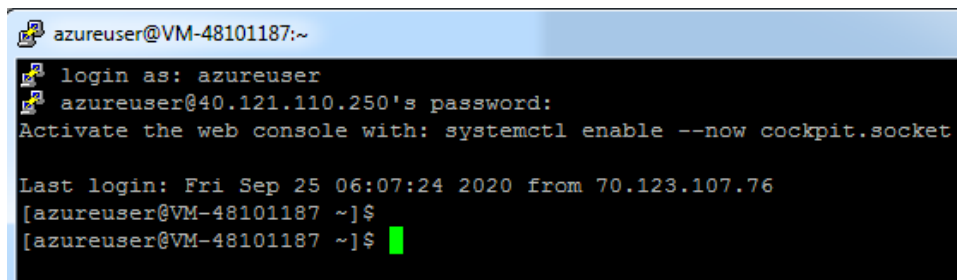 azureuser@VM-48101187:~
login as: azureuser
azureuser@40.121.110.250's password:
Activate the web console with: systemctl enable --now cockpit.socket
Last login: Fri Sep 25 06:07:24 2020 from 70.123.107.76
[azureuser@VM-48101187 ~]$
[azureuser@VM-48101187 ~]$